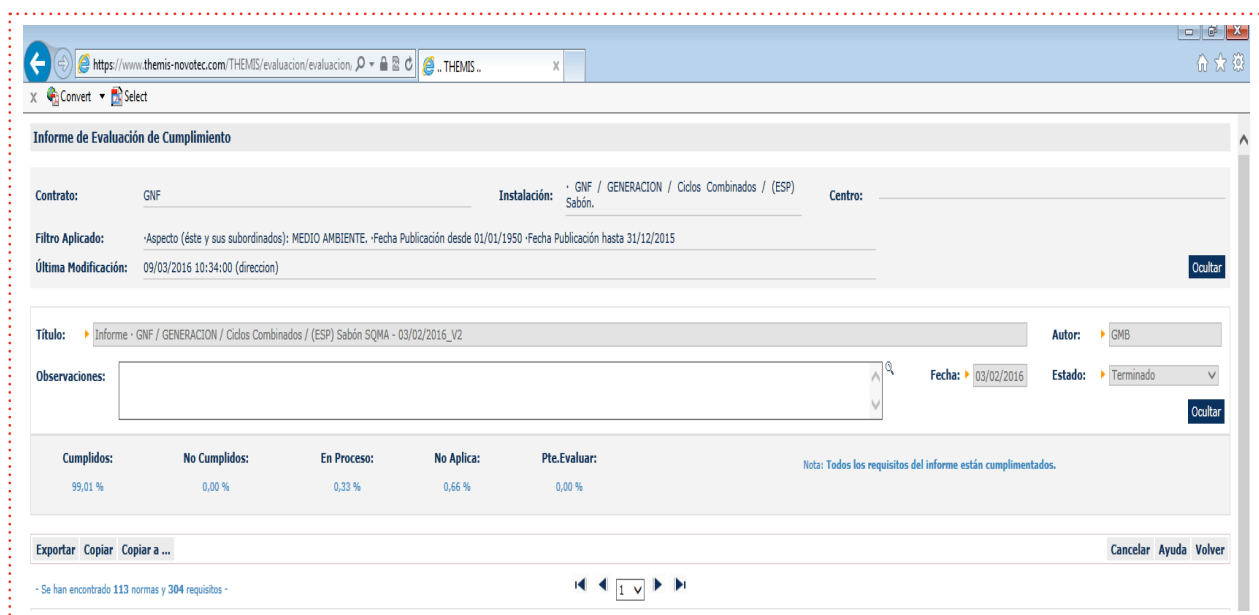 https://www.themis-novotec.com/THEMIS/evaluacion/evaluacion, .. THEMIS ..
x Convert Select
Informe de Evaluación de Cumplimiento
Contrato: GNF Instalación: · GNF / GENERACION / Ciclos Combinados / (ESP) Sabón. Centro:
Filtro Aplicado: ·Aspecto (éste y sus subordinados): MEDIO AMBIENTE. ·Fecha Publicación desde 01/01/1950 ·Fecha Publicación hasta 31/12/2015
Última Modificación: 09/03/2016 10:34:00 (direccion) Ocultar
Título: Informe · GNF / GENERACION / Ciclos Combinados / (ESP) Sabón SQMA - 03/02/2016_V2 Autor: GMB
Observaciones: Fecha: 03/02/2016 Estado: Terminado
Ocultar
Cumplidos: No Cumplidos: En Proceso: No Aplica: Pte.Evaluar:
Nota: Todos los requisitos del informe están cumplimentados.
99,01 % 0,00 % 0,33 % 0,66 % 0,00 %
Exportar Copiar Copiar a ... Cancelar Ayuda Volver
- Se han encontrado 113 normas y 304 requisitos - 1